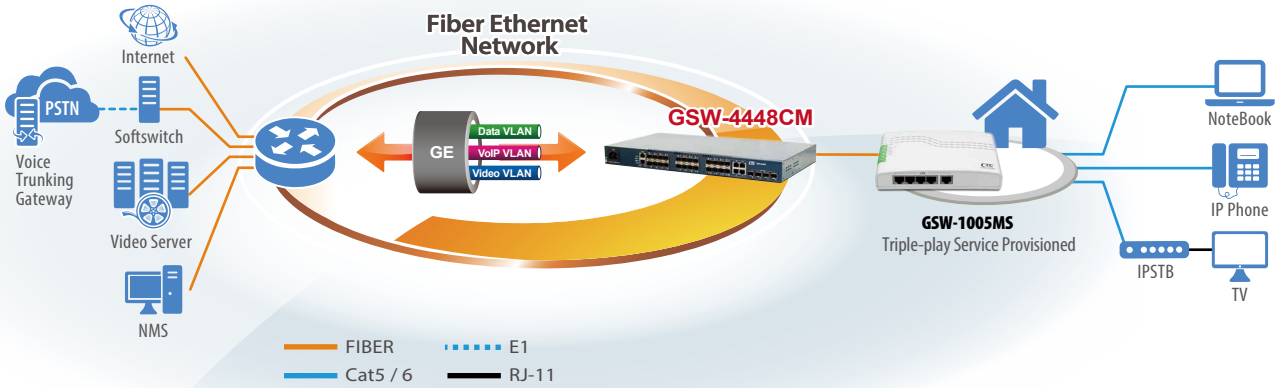 Fiber Ethernet
Network
Internet
PSTN
Softswitch
Voice
Trunking
Gateway
Video Server
NMS
GE
Data VLAN
VoIP VLAN
Video VLAN
GSW-4448CM
GSW-1005MS
Triple-play Service Provisioned
NoteBook
IP Phone
IPSTB
TV
FIBER
E1
Cat5 / 6
RJ-11